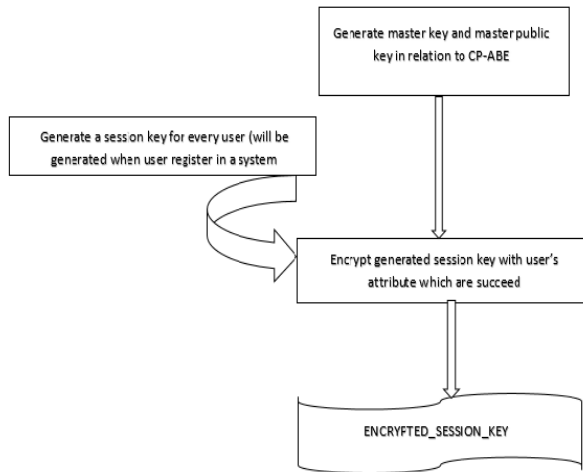 Generate master key and master public
key in relation to CP-ABE
Generate a session key for every user (will be
generated when user register in a system
Encrypt generated session key with user's
attribute which are succeed
ENCRYFTED_SESSION_KEY